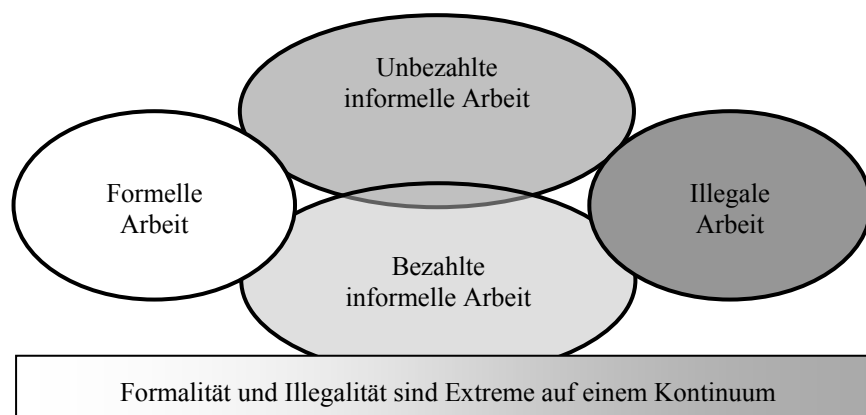 Unbezahlte
informelle Arbeit
Formelle
Arbeit
Illegale
Arbeit
Bezahlte
informelle Arbeit
Formalität und Illegalität sind Extreme auf einem Kontinuum